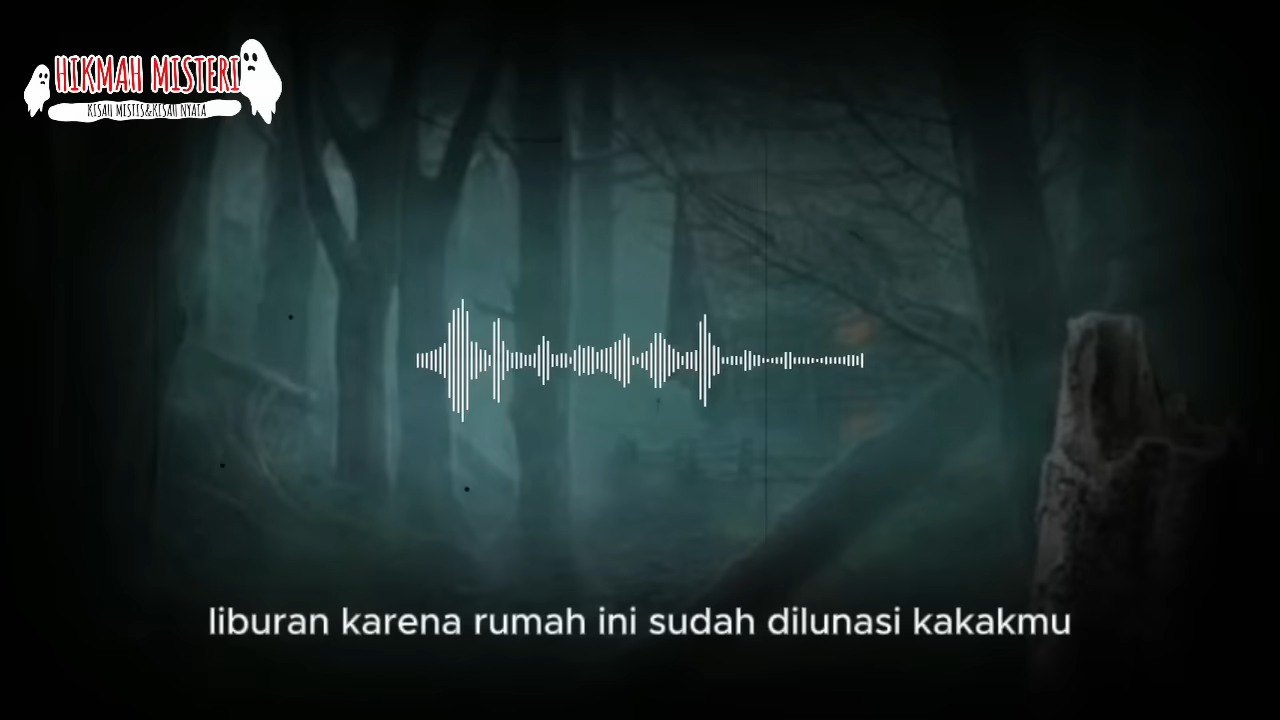 HIKMAH MISTERI
KISAH MISTIS&KISAH NYATA
liburan karena rumah ini sudah dilunasi kakakmu